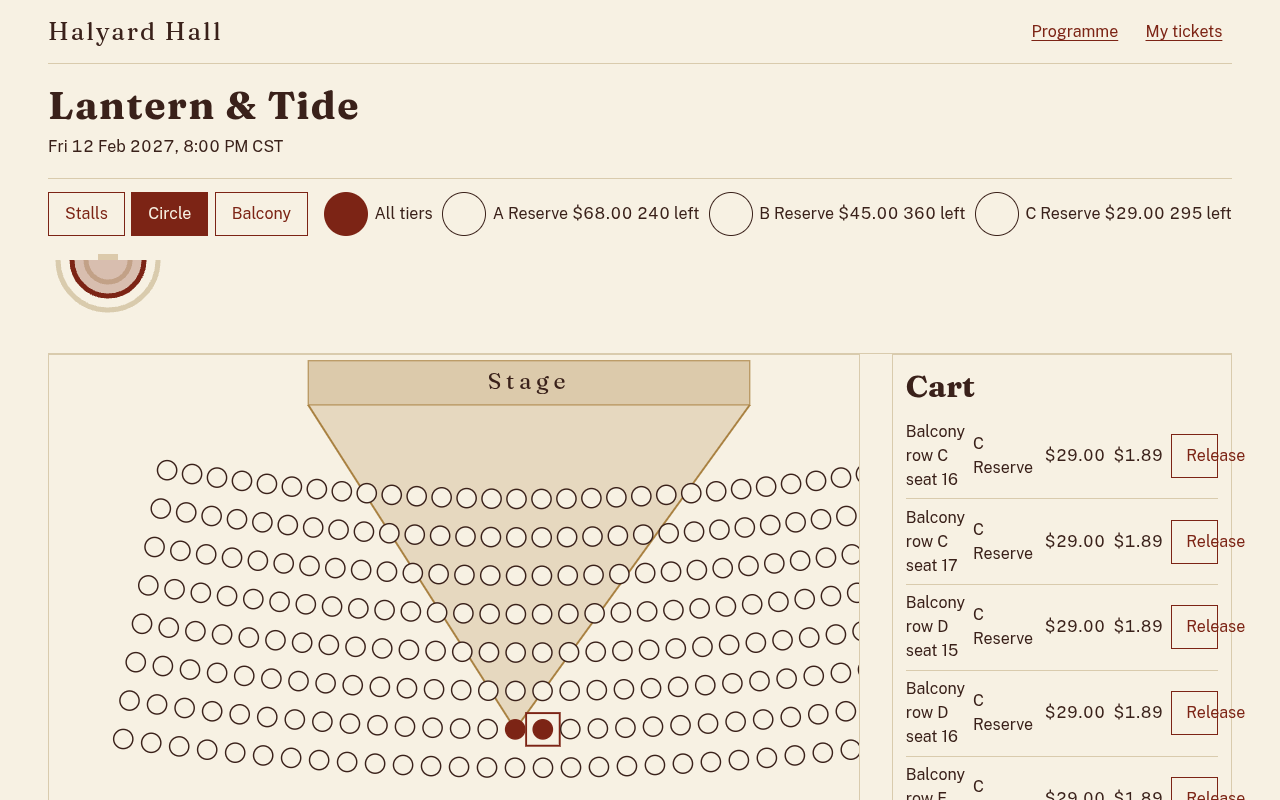 Halyard Hall
Programme
My tickets
Lantern & Tide
Fri 12 Feb 2027, 8:00 PM CST
Stalls
Circle
Balcony
All tiers
A Reserve $68.00 240 left
B Reserve $45.00 360 left
C Reserve $29.00 295 left
Stage
Cart
Balcony
row C
seat 16
C
Reserve
$29.00
$1.89
Release
Balcony
row C
seat 17
C
Reserve
$29.00
$1.89
Release
Balcony
row D
seat 15
C
Reserve
$29.00
$1.89
Release
Balcony
row D
seat 16
C
Reserve
$29.00
$1.89
Release
Balcony
row E
C
$29.00
$1.89
Release